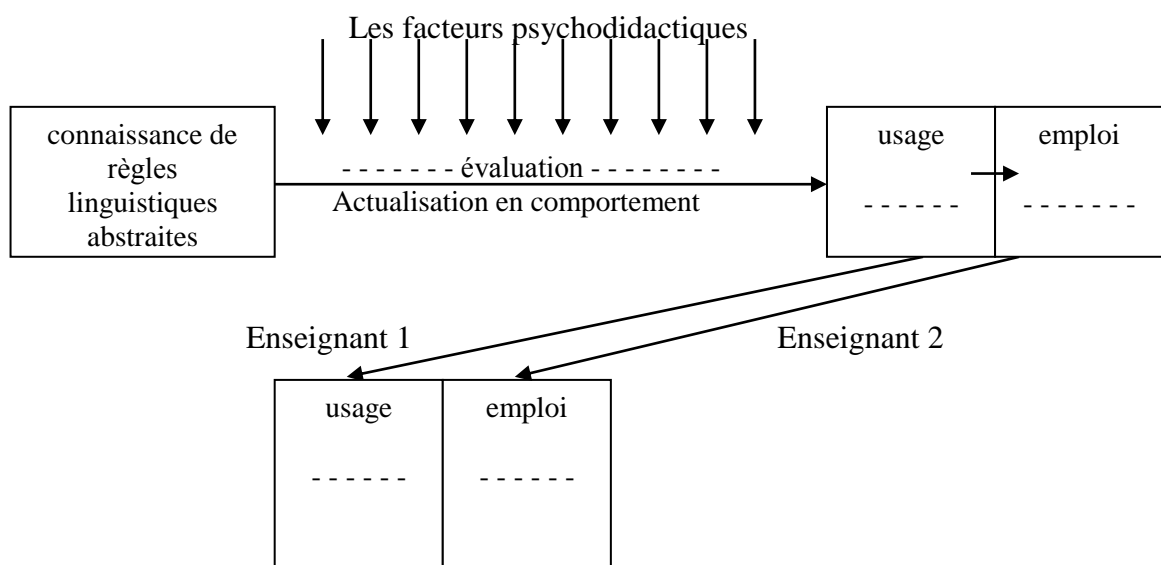 Les facteurs psychodidactiques
connaissance de
règles
linguistiques
abstraites
- - - - - - - évaluation - - - - - - - -
Actualisation en comportement
usage
- - - - - -
emploi
- - - - - - -
Enseignant 1
Enseignant 2
usage
- - - - - -
emploi
- - - - - -